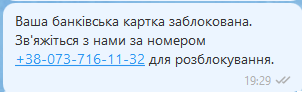 Ваша банківська картка заблокована.
Зв'яжіться з нами за номером
+38-073-716-11-32 для розблокування.
19:29